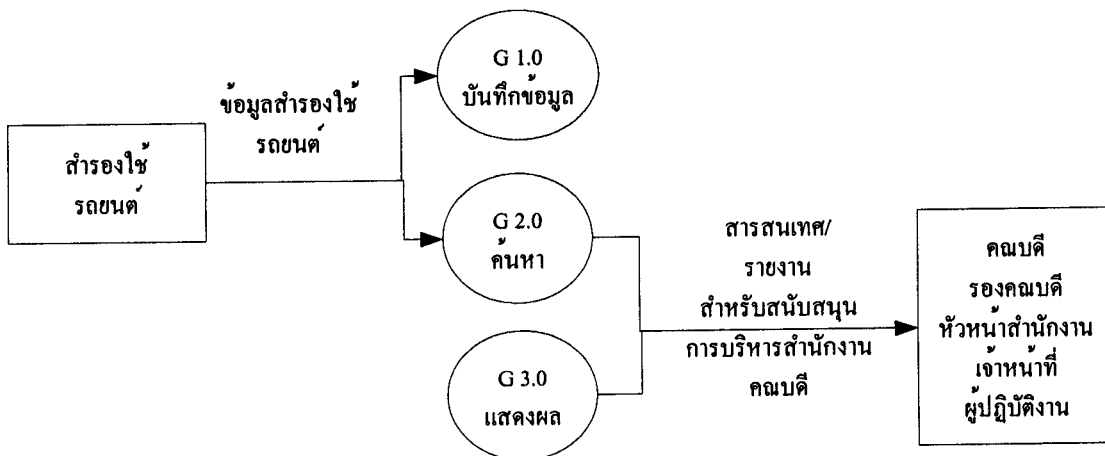 สำรองใช้
รถยนต์
ข้อมูลสำรองใช้
รถยนต์
G 1.0
บันทึกข้อมูล
G 2.0
ค้นหา
G 3.0
แสดงผล
สารสนเทศ/
รายงาน
สำหรับสนับสนุน
การบริหารสำนักงาน
คณบดี
คณบดี
รองคณบดี
หัวหน้าสำนักงาน
เจ้าหน้าที่
ผู้ปฏิบัติงาน